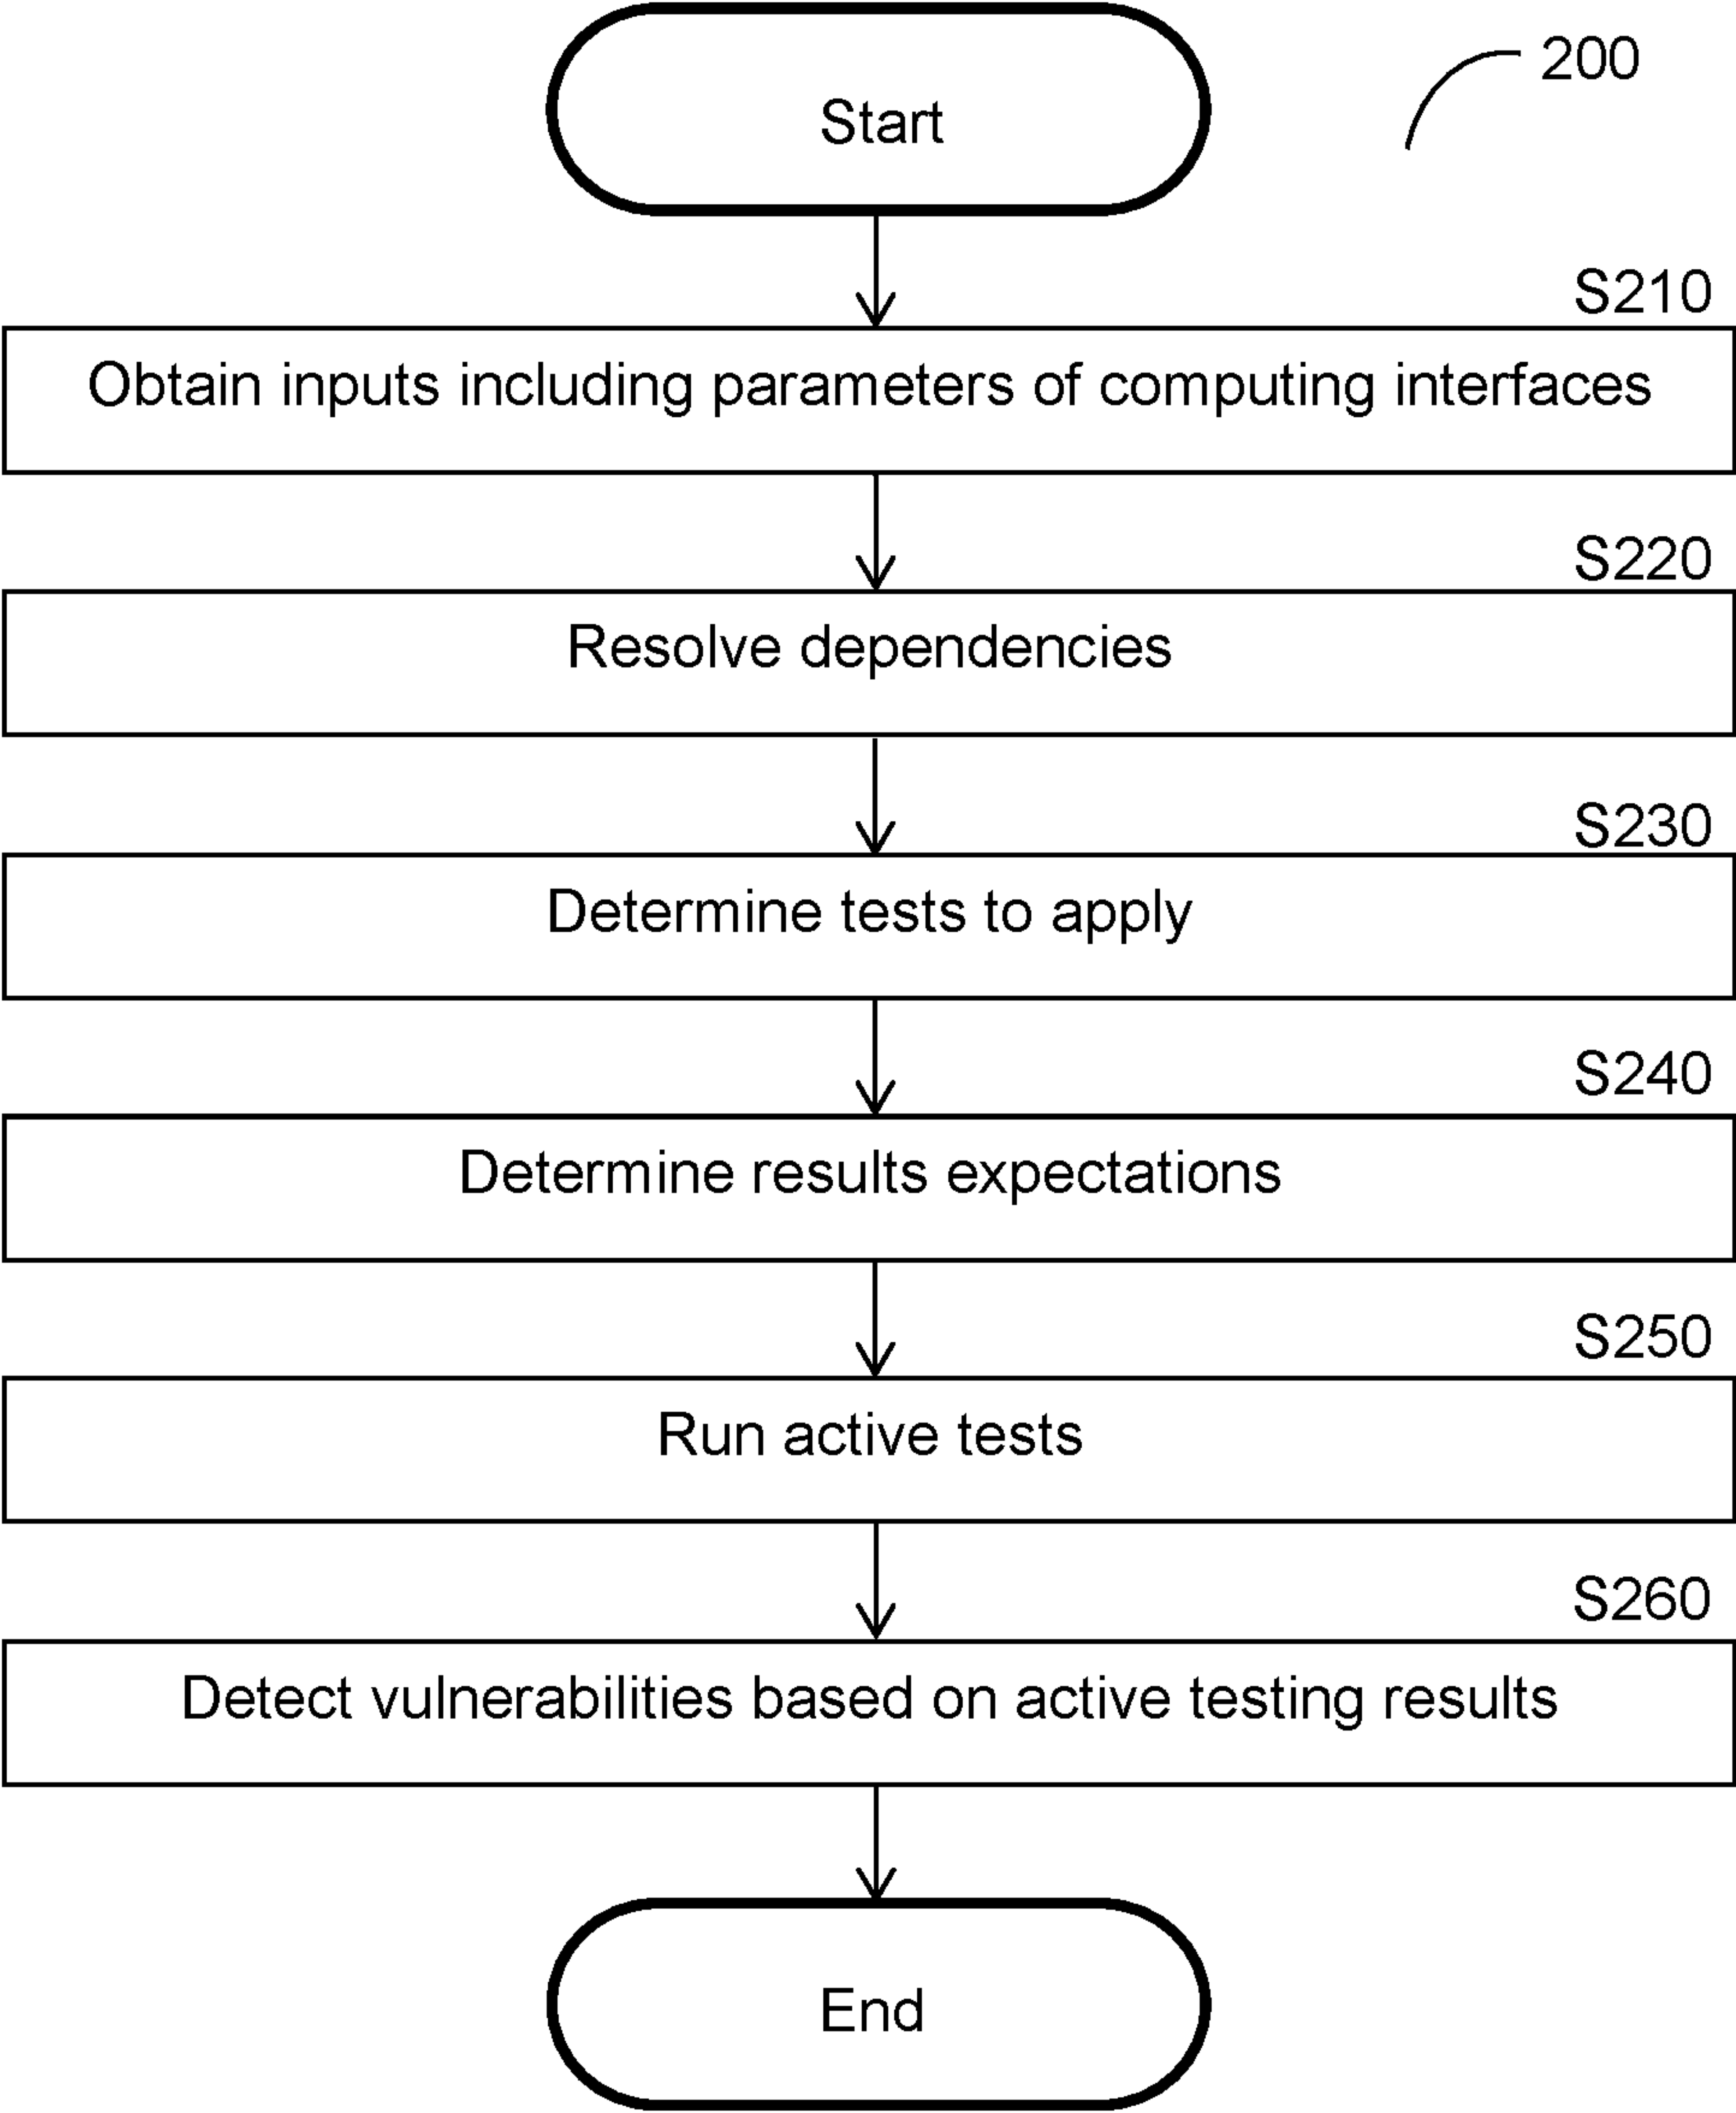 Start
200
S210
Obtain inputs including parameters of computing interfaces
S220
Resolve dependencies
S230
Determine tests to apply
S240
Determine results expectations
S250
Run active tests
S260
Detect vulnerabilities based on active testing results
End